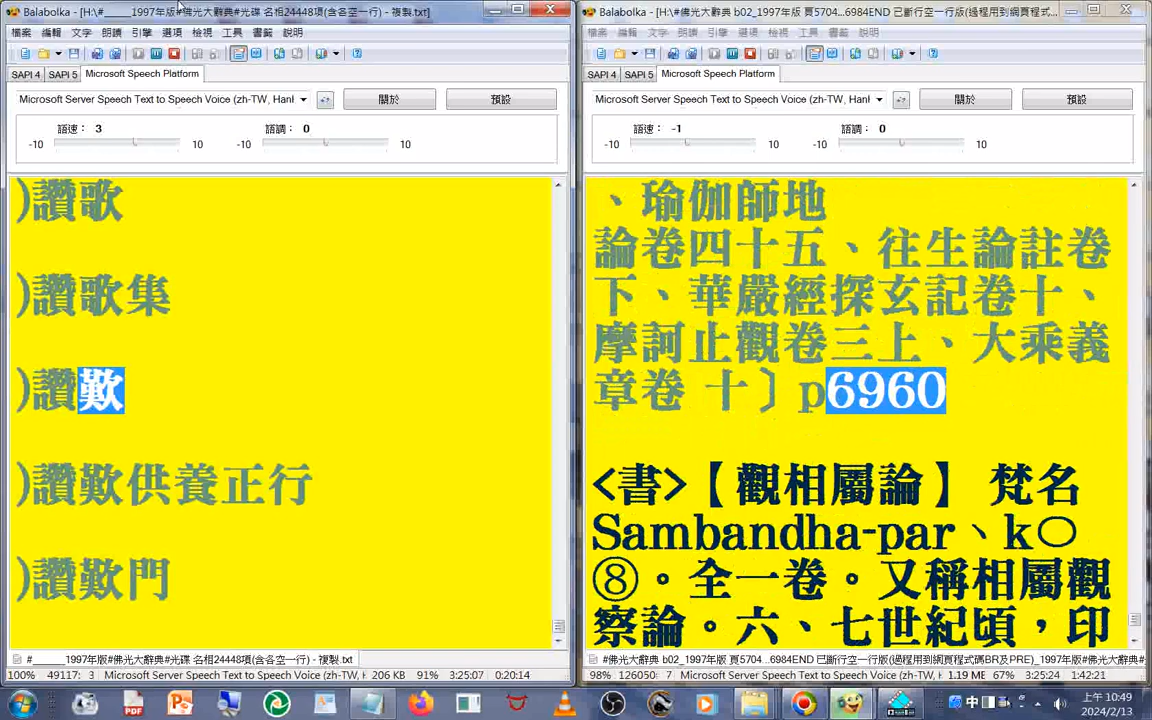 Balabolka - [H:\#_____1997年版#佛光大辭典#光碟 名相24448項(含各空一行) - 複製.txt]
檔案 編輯 文字 朗讀 引擎 選項 檢視 工具 書籤 說明
SAPI 4 SAPI 5 Microsoft Speech Platform
Microsoft Server Speech Text to Speech Voice (zh-TW, Han 關於 預設
語速： 3 語調： 0
-10 10 -10 10
)讚歌
)讚歌集
)讚歎
)讚歎供養正行
)讚歎門
#______1997年版#佛光大辭典#光碟 名相24448項(含各空一行) - 複製.txt
100% 49117: 3 Microsoft Server Speech Text to Speech Voice (zh-TW, H 206 KB 91% 3:25:07 0:20:14
Balabolka - [H:\#佛光大辭典 b02_1997年版 頁5704...6984END 已斷行空一行版(過程用到網頁程式...
檔案 編輯 文字 朗讀 引擎 選項 檢視 工具 書籤 說明
SAPI 4 SAPI 5 Microsoft Speech Platform
Microsoft Server Speech Text to Speech Voice (zh-TW, Han 關於 預設
語速： -1 語調： 0
-10 10 -10 10
、瑜伽師地
論卷四十五、往生論註卷
下、華嚴經探玄記卷十、
摩訶止觀卷三上、大乘義
章卷 十〕p6960
<書>【觀相屬論】 梵名
Sambandha-par、k○
⑧。全一卷。又稱相屬觀
察論。六、七世紀頃，印
#佛光大辭典 b02_1997年版 頁5704...6984END 已斷行空一行版(過程用到網頁程式碼BR及PRE)_1997年版#佛光大辭典#
98% 126050: 7 Microsoft Server Speech Text to Speech Voice (zh-TW, H 1.19 MB 67% 3:25:24 1:42:21
中
上午 10:49
2024/2/13